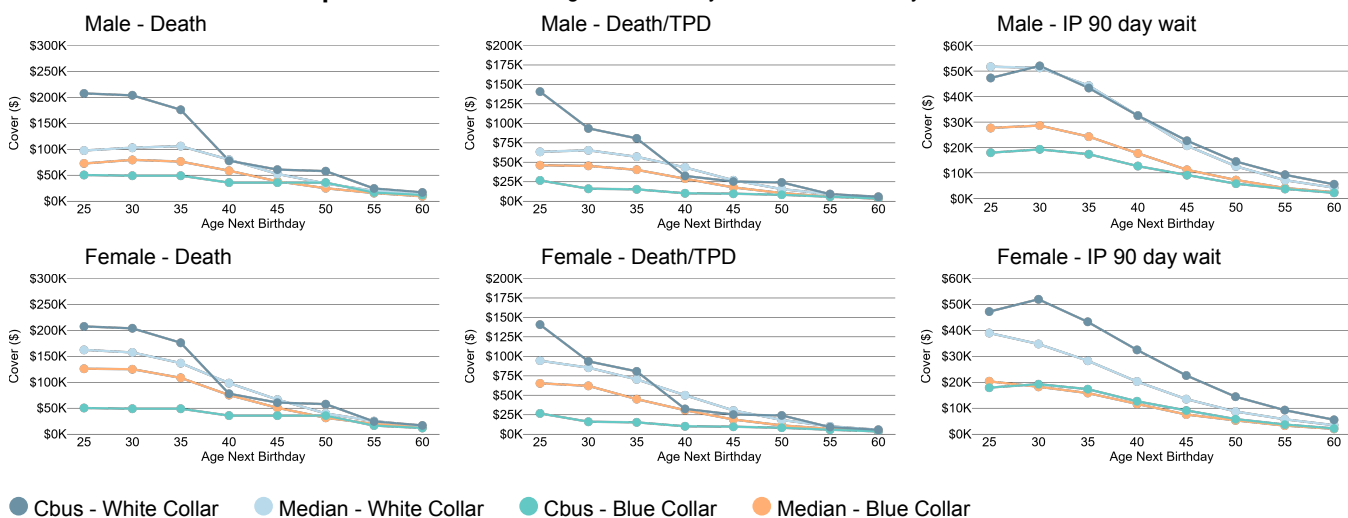 Male - Death
$300K
$250K
$200K
$150K
$100K
$50K
$0K
Cover ($)
25 30 35 40 45 50 55 60
Age Next Birthday
Male - Death/TPD
$200K
$175K
$150K
$125K
$100K
$75K
$50K
$25K
$0K
Cover ($)
25 30 35 40 45 50 55 60
Age Next Birthday
Male - IP 90 day wait
$60K
$50K
$40K
$30K
$20K
$10K
$0K
Cover ($)
25 30 35 40 45 50 55 60
Age Next Birthday
Female - Death
$300K
$250K
$200K
$150K
$100K
$50K
$0K
Cover ($)
25 30 35 40 45 50 55 60
Age Next Birthday
Female - Death/TPD
$200K
$175K
$150K
$125K
$100K
$75K
$50K
$25K
$0K
Cover ($)
25 30 35 40 45 50 55 60
Age Next Birthday
Female - IP 90 day wait
$60K
$50K
$40K
$30K
$20K
$10K
$0K
Cover ($)
25 30 35 40 45 50 55 60
Age Next Birthday
Cbus - White Collar
Median - White Collar
Cbus - Blue Collar
Median - Blue Collar